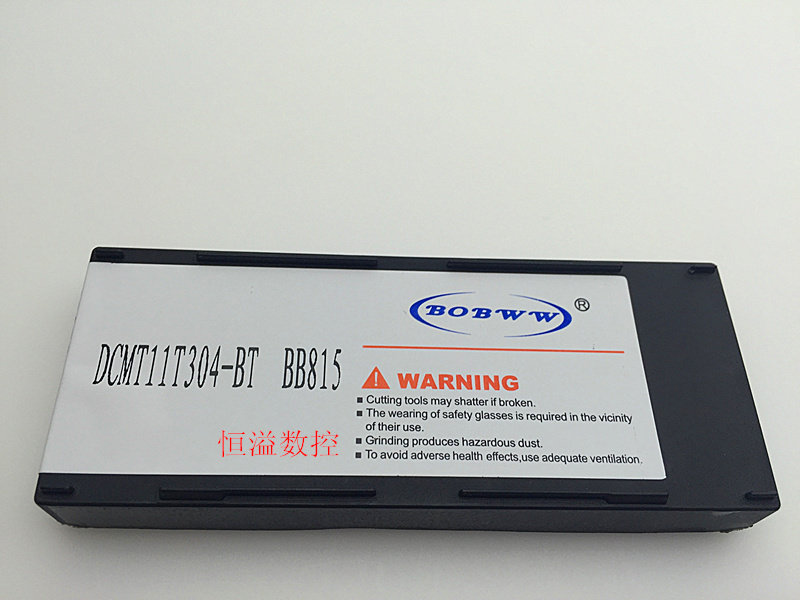 BOBWW®
DCMT11T304-BT BB815
WARNING
Cutting tools may shatter if broken.
The wearing of safety glasses is required in the vicinity
of their use.
Grinding produces hazardous dust.
To avoid adverse health effects,use adequate ventilation.
恒溢数控